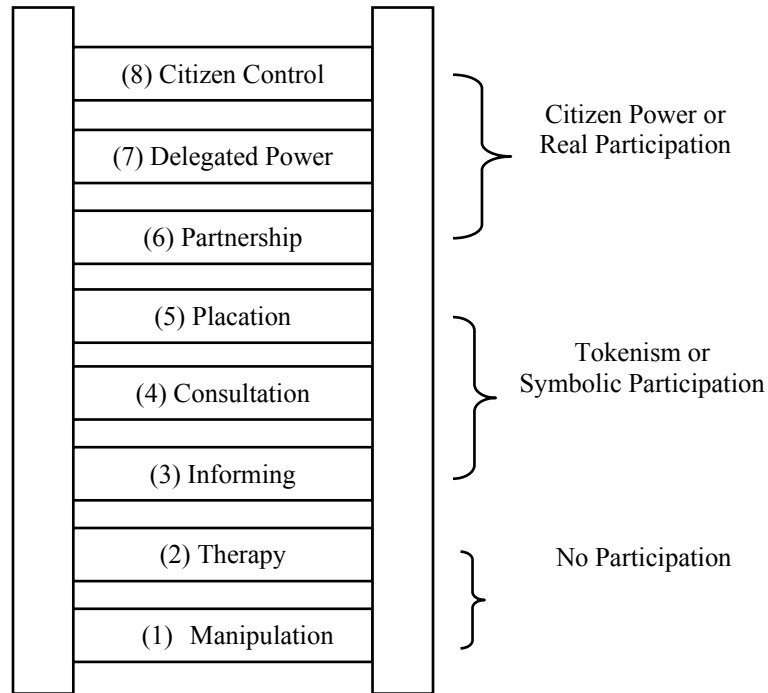 (8) Citizen Control
(7) Delegated Power
(6) Partnership
Citizen Power or
Real Participation
(5) Placation
(4) Consultation
(3) Informing
Tokenism or
Symbolic Participation
(2) Therapy
(1) Manipulation
No Participation